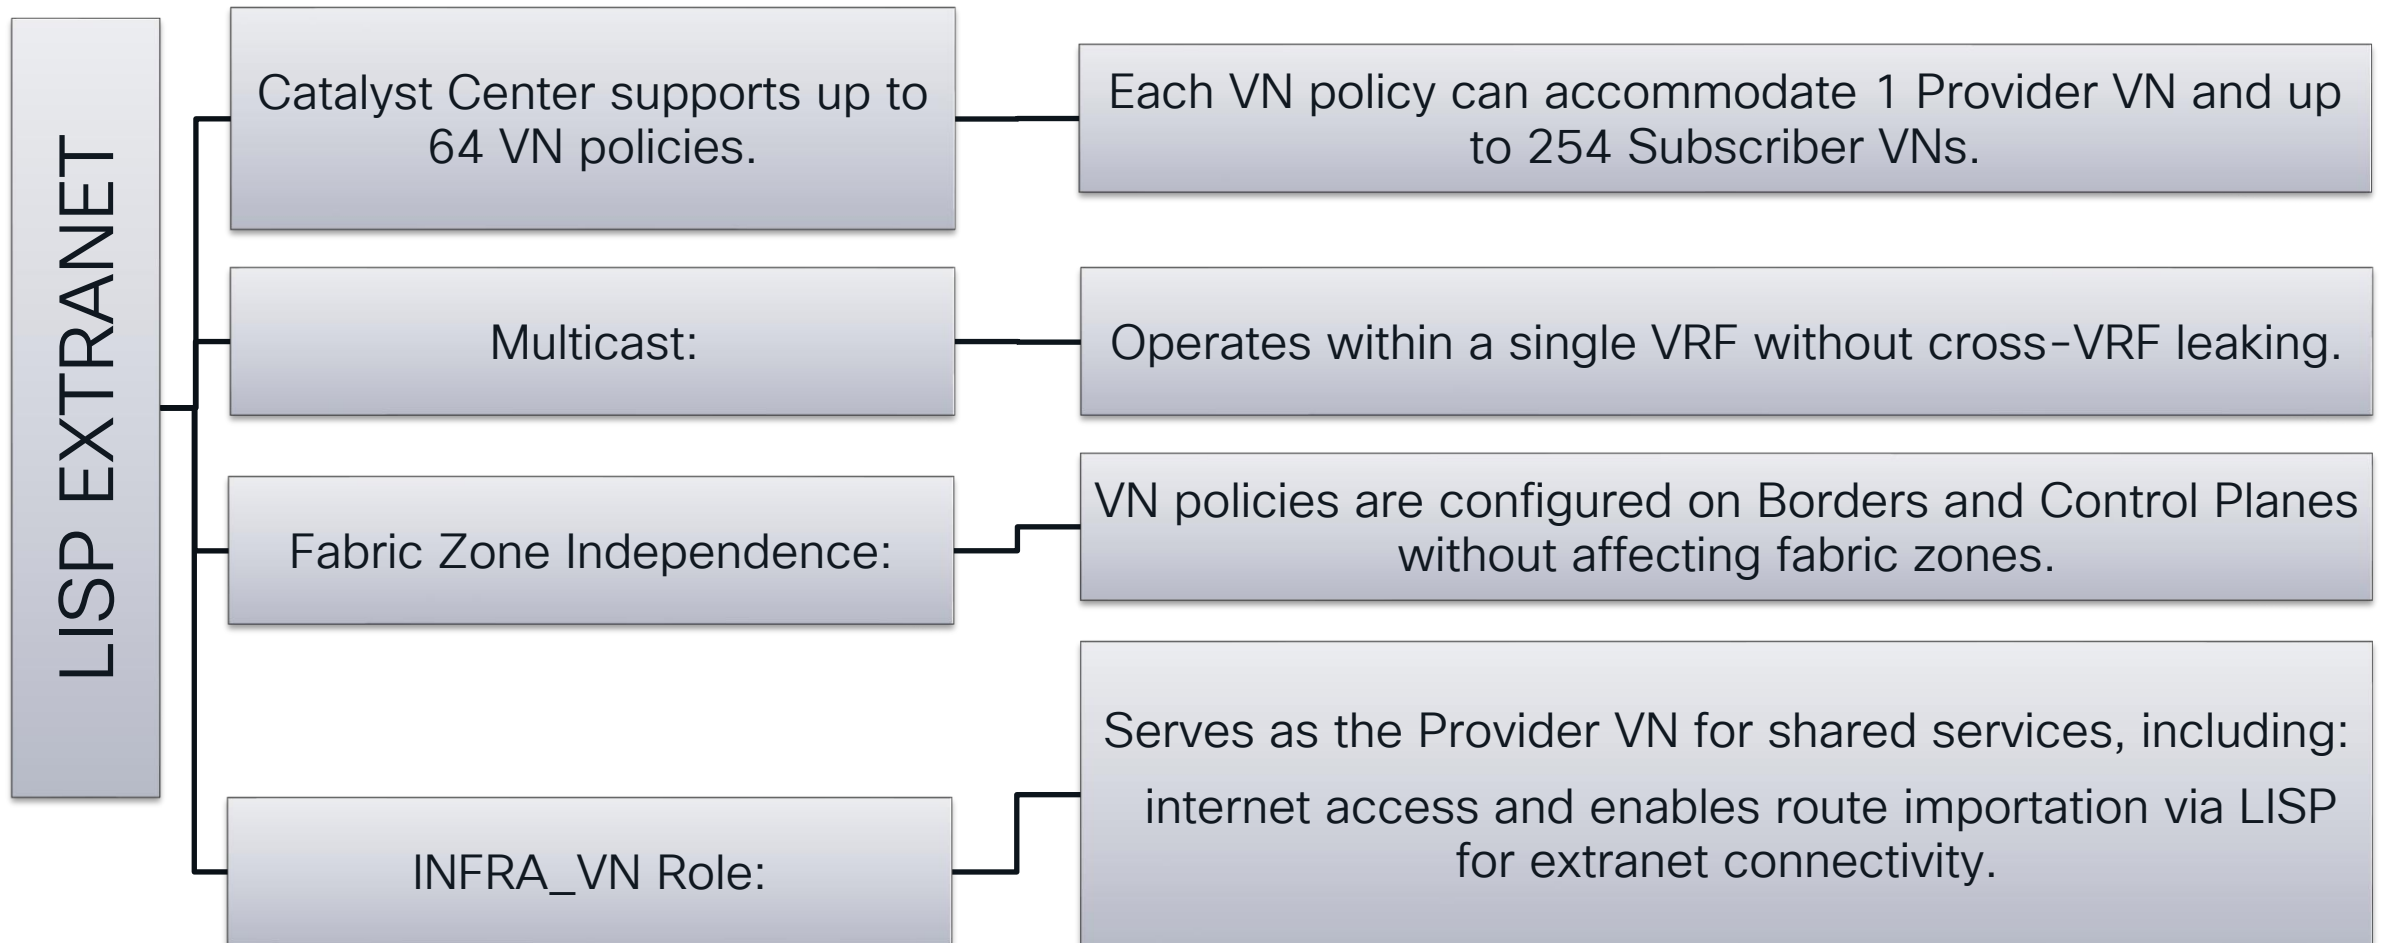 LISP EXTRANET
Catalyst Center supports up to
64 VN policies.
Each VN policy can accommodate 1 Provider VN and up
to 254 Subscriber VNs.
Multicast:
Operates within a single VRF without cross-VRF leaking.
Fabric Zone Independence:
VN policies are configured on Borders and Control Planes
without affecting fabric zones.
INFRA_VN Role:
Serves as the Provider VN for shared services, including:
internet access and enables route importation via LISP
for extranet connectivity.